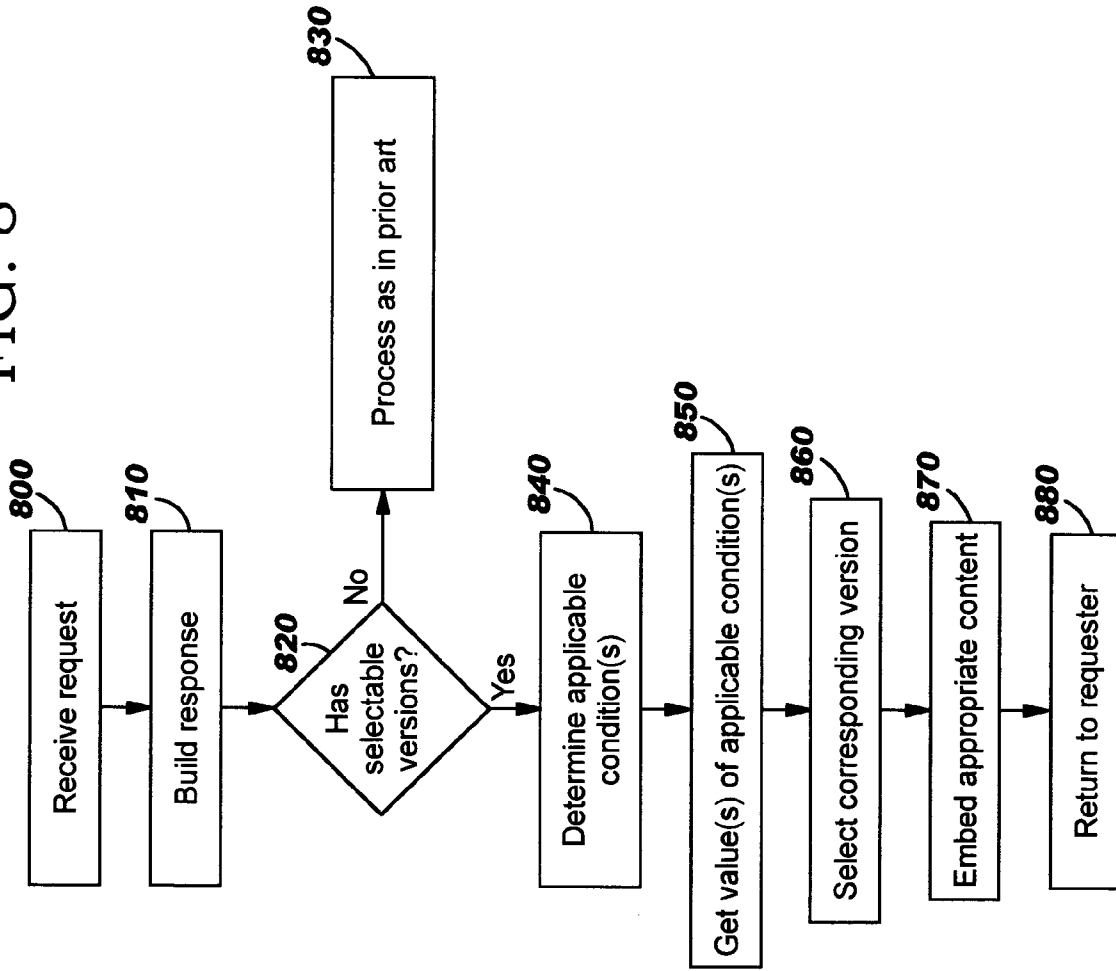 FIG. 8
800
Receive request
810
Build response
820
Has
selectable
versions?
No
830
Process as in prior art
Yes
840
Determine applicable
condition(s)
850
Get value(s) of applicable condition(s)
860
Select corresponding version
870
Embed appropriate content
880
Return to requester